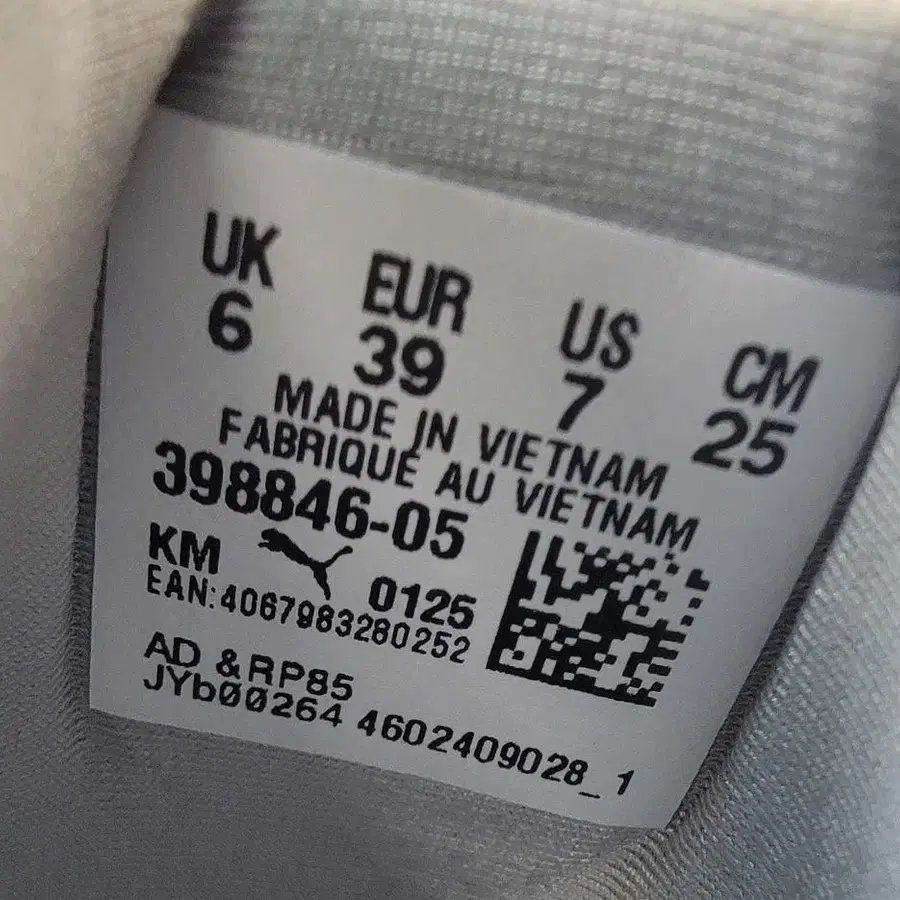 UK EUR US CM
6 39 7 25
MADE IN VIETNAM
FABRIQUE AU VIETNAM
398846-05
KM 0125
EAN:4067983280252
AD &RP85
JYb00264 4602409028_1